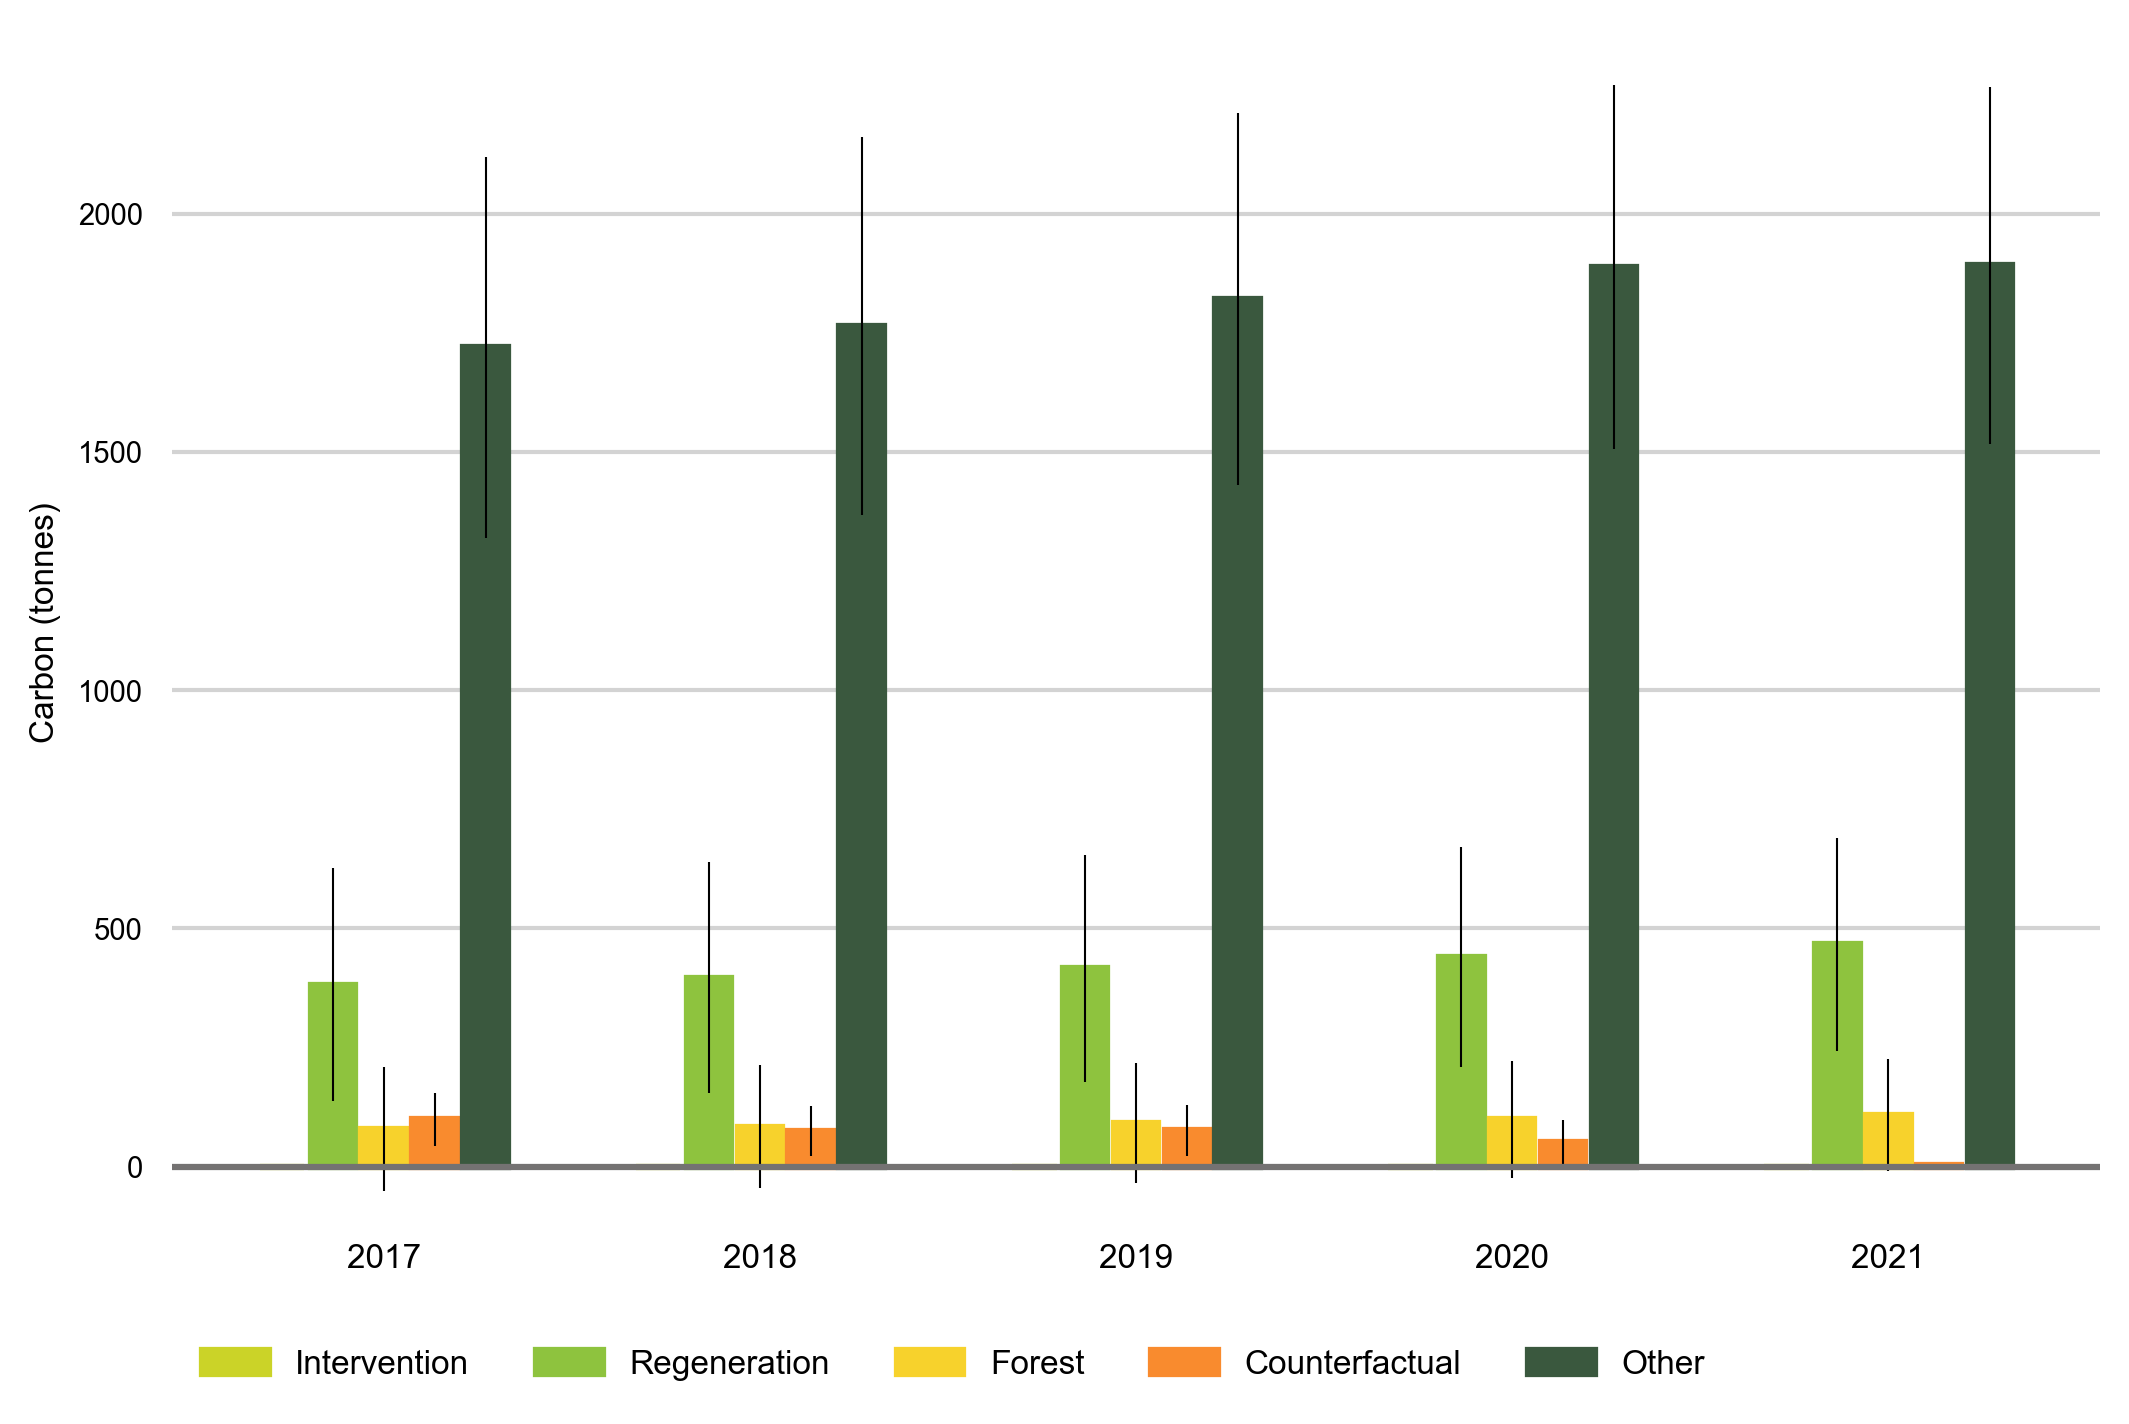 2000
1500
1000
500
0
Carbon (tonnes)
2017 2018 2019 2020 2021
Intervention Regeneration Forest Counterfactual Other